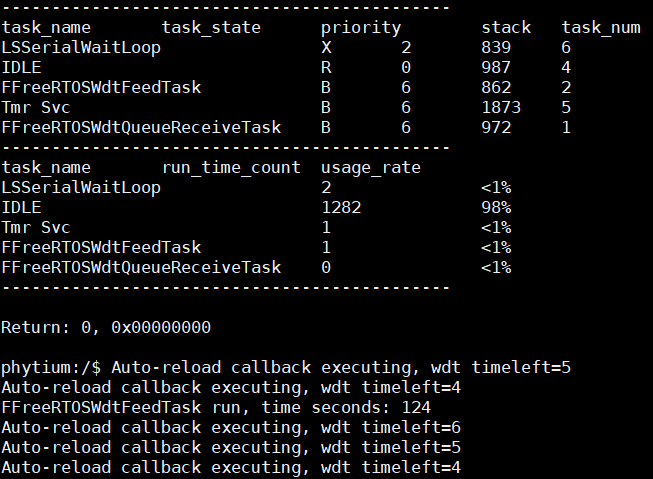 ---------------------------------------------
task_name       task_state      priority        stack   task_num
LSSerialWaitLoop                X       2       839     6
IDLE                            R       0       987     4
FFreeRTOSWdtFeedTask            B       6       862     2
Tmr Svc                         B       6       1873    5
FFreeRTOSWdtQueueReceiveTask    B       6       972     1
---------------------------------------------
task_name       run_time_count  usage_rate
LSSerialWaitLoop                2               <1%
IDLE                            1282            98%
Tmr Svc                         1               <1%
FFreeRTOSWdtFeedTask            1               <1%
FFreeRTOSWdtQueueReceiveTask    0               <1%
---------------------------------------------
Return: 0, 0x00000000
phytium:/$ Auto-reload callback executing, wdt timeleft=5
Auto-reload callback executing, wdt timeleft=4
FFreeRTOSWdtFeedTask run, time seconds: 124
Auto-reload callback executing, wdt timeleft=6
Auto-reload callback executing, wdt timeleft=5
Auto-reload callback executing, wdt timeleft=4